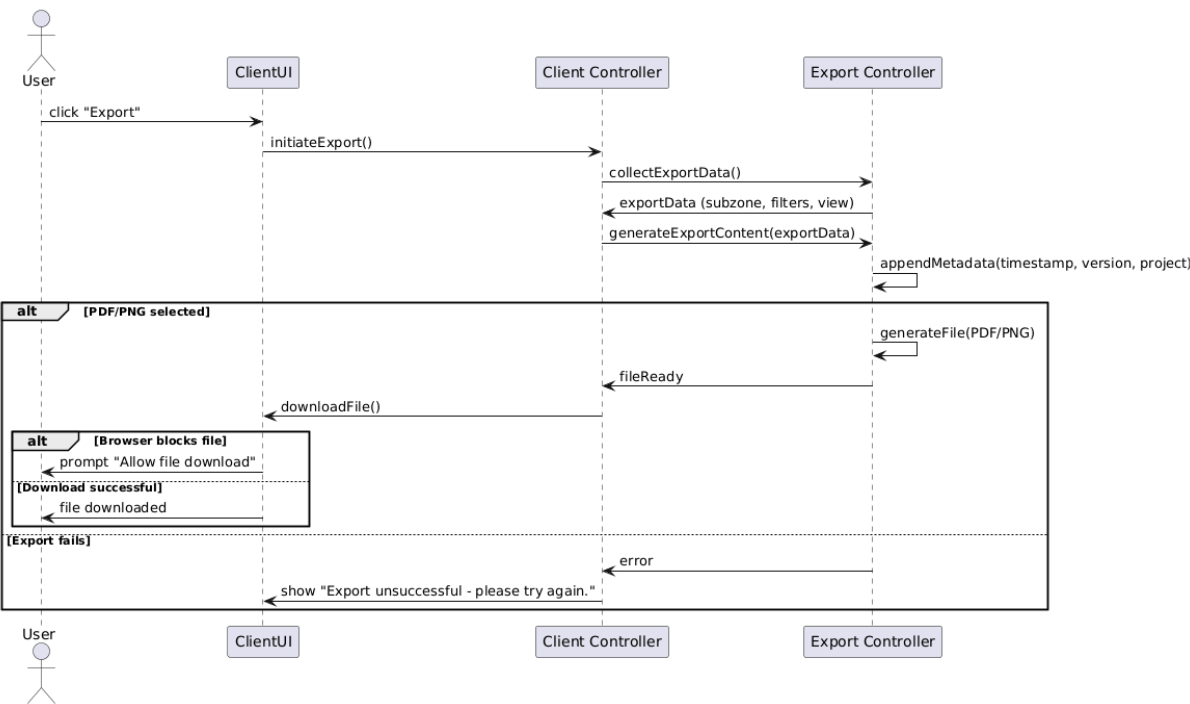 User
ClientUI
Client Controller
Export Controller
click "Export"
initiateExport()
collectExportData()
exportData (subzone, filters, view)
generateExportContent(exportData)
appendMetadata(timestamp, version, project)
alt [PDF/PNG selected]
generateFile(PDF/PNG)
fileReady
downloadFile()
alt [Browser blocks file]
prompt "Allow file download"
[Download successful]
file downloaded
[Export fails]
error
show "Export unsuccessful - please try again."
User
ClientUI
Client Controller
Export Controller